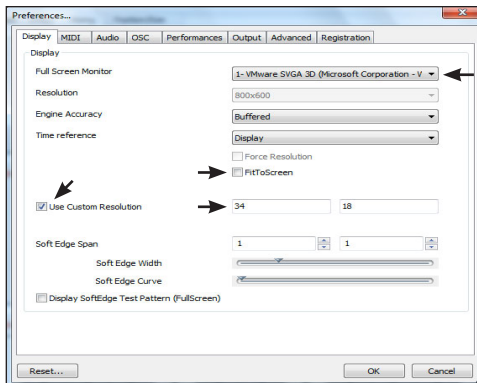 Preferences...
Display MIDI Audio OSC Performances Output Advanced Registration
Display
Full Screen Monitor 1- VMware SVGA 3D (Microsoft Corporation - V
Resolution 800x600
Engine Accuracy Buffered
Time reference Display
Force Resolution
FitToScreen
Use Custom Resolution 34 18
Soft Edge Span 1 1
Soft Edge Width
Soft Edge Curve
Display SoftEdge Test Pattern (FullScreen)
Reset... OK Cancel